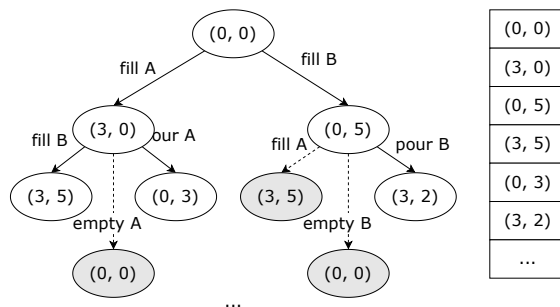 (0, 0)
fill A
fill B
(3, 0)
(0, 5)
fill B
our A
fill A
pour B
(3, 5)
(0, 3)
(3, 5)
(3, 2)
empty A
empty B
(0, 0)
(0, 0)
...
(0, 0)
(3, 0)
(0, 5)
(3, 5)
(0, 3)
(3, 2)
...